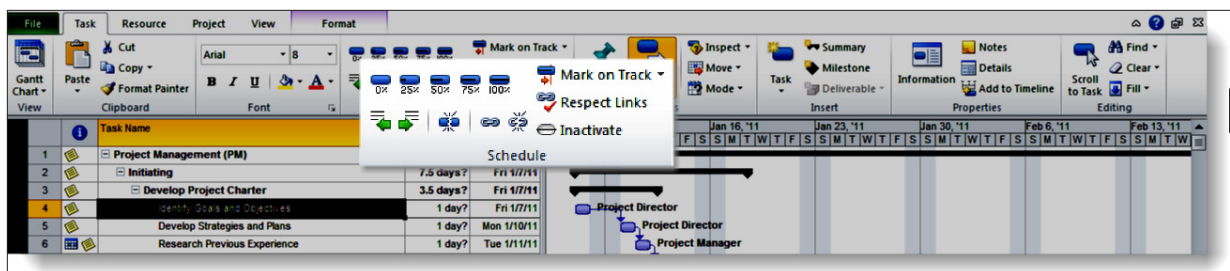 File Task Resource Project View Format
Cut
Copy
Format Painter
Paste
Clipboard
Gantt
Chart
View
Arial 8
B I U A
Font
Mark on Track
0% 25% 50% 75% 100%
Mark on Track
Respect Links
Inactivate
Schedule
Inspect
Move
Mode
Task
Summary
Milestone
Deliverable
Insert
Information
Notes
Details
Add to Timeline
Properties
Scroll
to Task
Find
Clear
Fill
Editing
Task Name
Jan 16, '11 Jan 23, '11 Jan 30, '11 Feb 6, '11 Feb 13, '11
F S S M T W T F S S M T W T F S S M T W T F S S M T W T F S S M T W
1 Project Management (PM)
2 Initiating 7.5 days? Fri 1/7/11
3 Develop Project Charter 3.5 days? Fri 1/7/11
4 Identify Goals and Objectives 1 day? Fri 1/7/11 Project Director
5 Develop Strategies and Plans 1 day? Mon 1/10/11 Project Director
6 Research Previous Experience 1 day? Tue 1/11/11 Project Manager